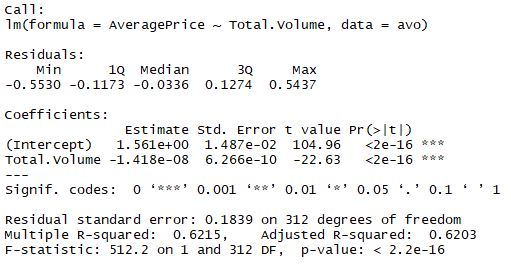 Call:
lm(formula = AveragePrice ~ Total.Volume, data = avo)
Residuals:
Min 1Q Median 3Q Max
-0.5530 -0.1173 -0.0336 0.1274 0.5437
Coefficients:
Estimate Std. Error t value Pr(>|t|)
(Intercept) 1.561e+00 1.487e-02 104.96 <2e-16 ***
Total.Volume -1.418e-08 6.266e-10 -22.63 <2e-16 ***
---
Signif. codes: 0 ‘***’ 0.001 ‘**’ 0.01 ‘*’ 0.05 ‘.’ 0.1 ‘ ’ 1
Residual standard error: 0.1839 on 312 degrees of freedom
Multiple R-squared: 0.6215, Adjusted R-squared: 0.6203
F-statistic: 512.2 on 1 and 312 DF, p-value: < 2.2e-16